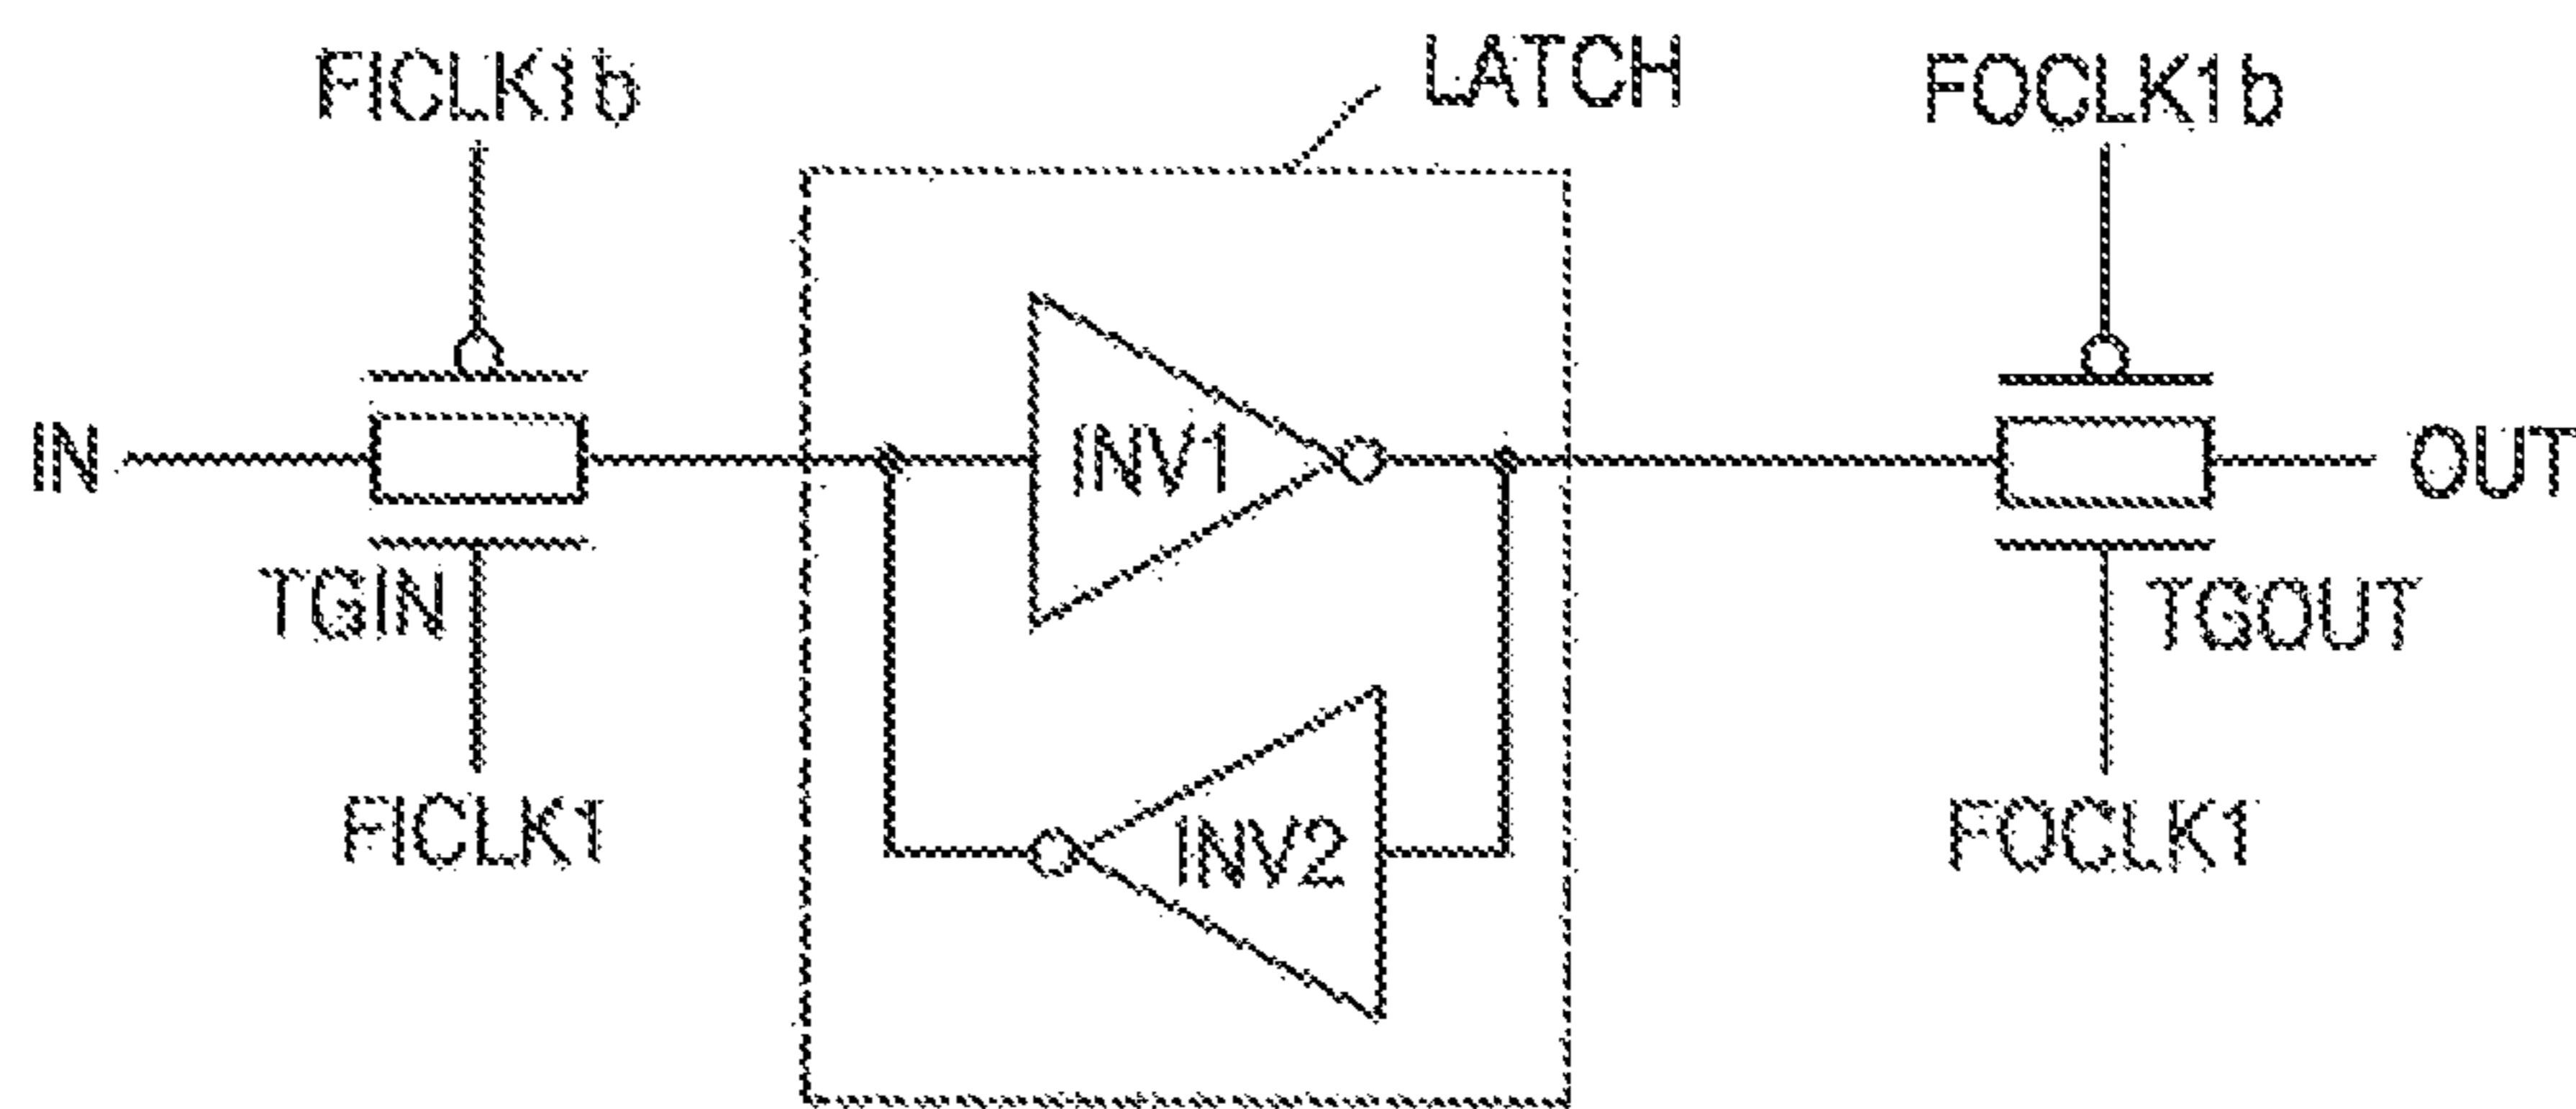 FICLK1b
LATCH
FOCLK1b
IN
INV1
OUT
TGIN
TGOUT
FICLK1
INV2
FOCLK1